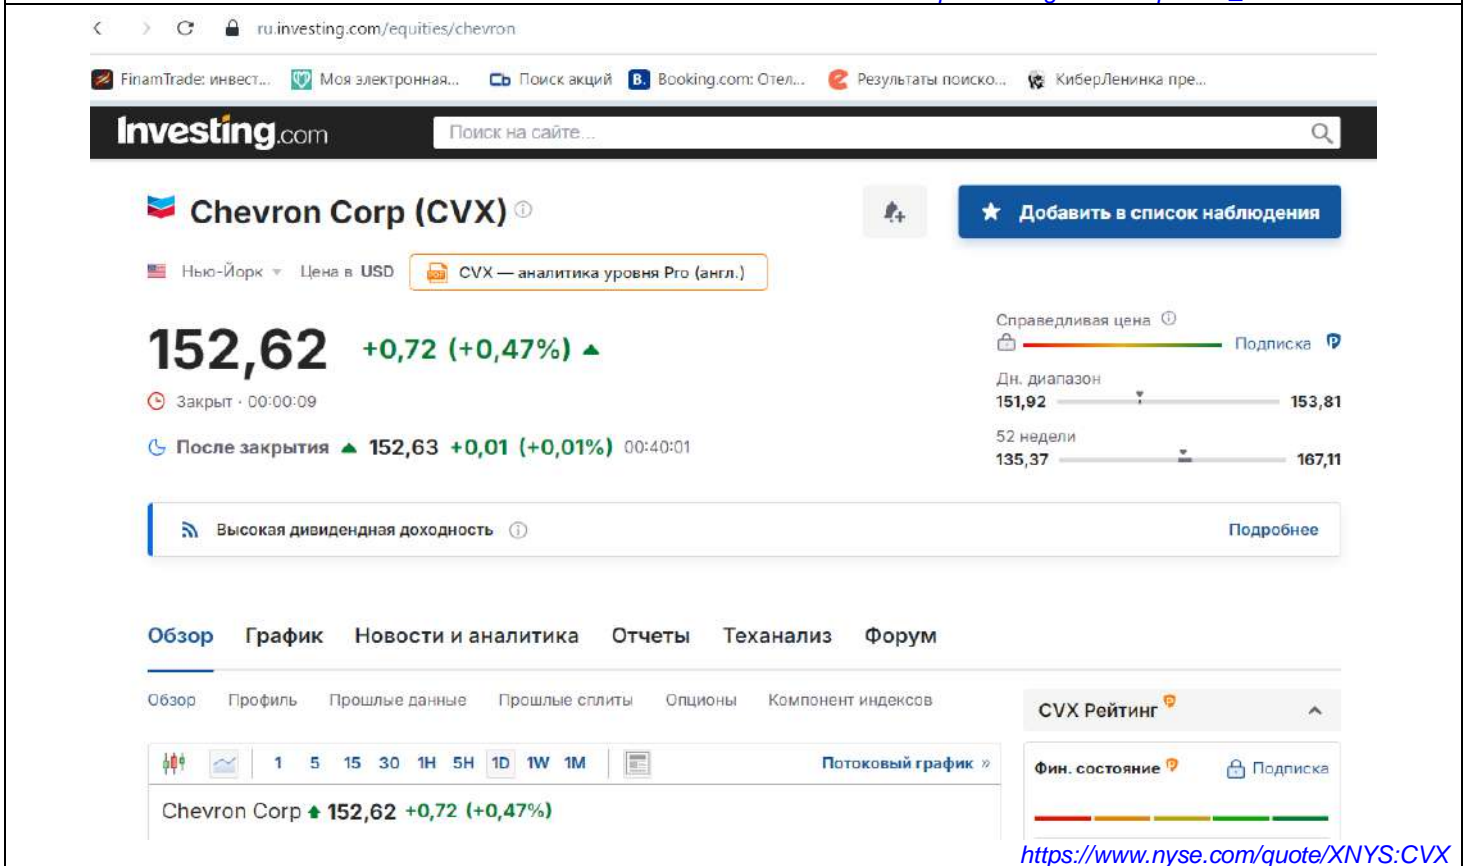 ru.investing.com/equities/chevron
FinamTrade: инвест... Моя электронная... Cb Поиск акций B. Booking.com: Отел... Результаты поиско... КиберЛенинка пре...
Investing.com Поиск на сайте...
Chevron Corp (CVX) Добавить в список наблюдения
Нью-Йорк Цена в USD CVX — аналитика уровня Pro (англ.)
152,62 +0,72 (+0,47%)
Справедливая цена
Подписка
Закрыт · 00:00:09
Дн. диапазон
151,92 153,81
После закрытия 152,63 +0,01 (+0,01%) 00:40:01
52 недели
135,37 167,11
Высокая дивидендная доходность Подробнее
Обзор График Новости и аналитика Отчеты Теханализ Форум
Обзор Профиль Прошлые данные Прошлые сплиты Опционы Компонент индексов
CVX Рейтинг
1 5 15 30 1H 5H 1D 1W 1M Потоковый график »
Фин. состояние Подписка
Chevron Corp 152,62 +0,72 (+0,47%)
https://www.nyse.com/quote/XNYS:CVX